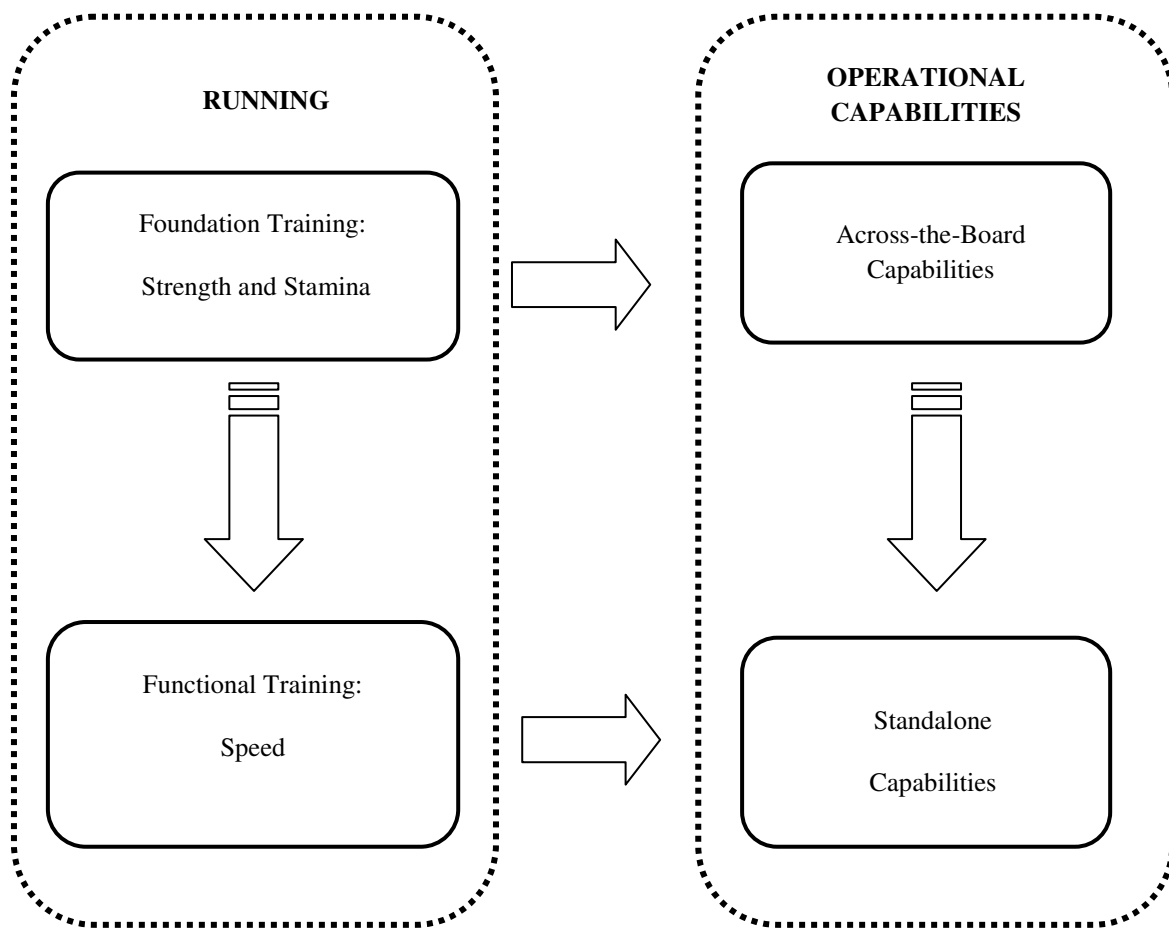 RUNNING
Foundation Training:
Strength and Stamina
Functional Training:
Speed
OPERATIONAL
CAPABILITIES
Across-the-Board
Capabilities
Standalone
Capabilities